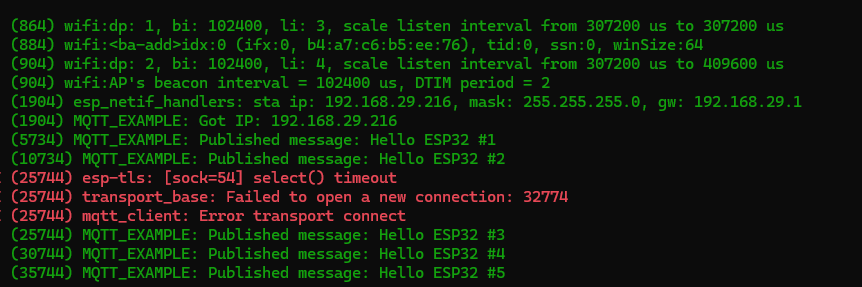 (864) wifi:dp: 1, bi: 102400, li: 3, scale listen interval from 307200 us to 307200 us
(884) wifi:<ba-add>idx:0 (ifx:0, b4:a7:c6:b5:ee:76), tid:0, ssn:0, winSize:64
(904) wifi:dp: 2, bi: 102400, li: 4, scale listen interval from 307200 us to 409600 us
(904) wifi:AP's beacon interval = 102400 us, DTIM period = 2
(1904) esp_netif_handlers: sta ip: 192.168.29.216, mask: 255.255.255.0, gw: 192.168.29.1
(1904) MQTT_EXAMPLE: Got IP: 192.168.29.216
(5734) MQTT_EXAMPLE: Published message: Hello ESP32 #1
(10734) MQTT_EXAMPLE: Published message: Hello ESP32 #2
(25744) esp-tls: [sock=54] select() timeout
(25744) transport_base: Failed to open a new connection: 32774
(25744) mqtt_client: Error transport connect
(25744) MQTT_EXAMPLE: Published message: Hello ESP32 #3
(30744) MQTT_EXAMPLE: Published message: Hello ESP32 #4
(35744) MQTT_EXAMPLE: Published message: Hello ESP32 #5